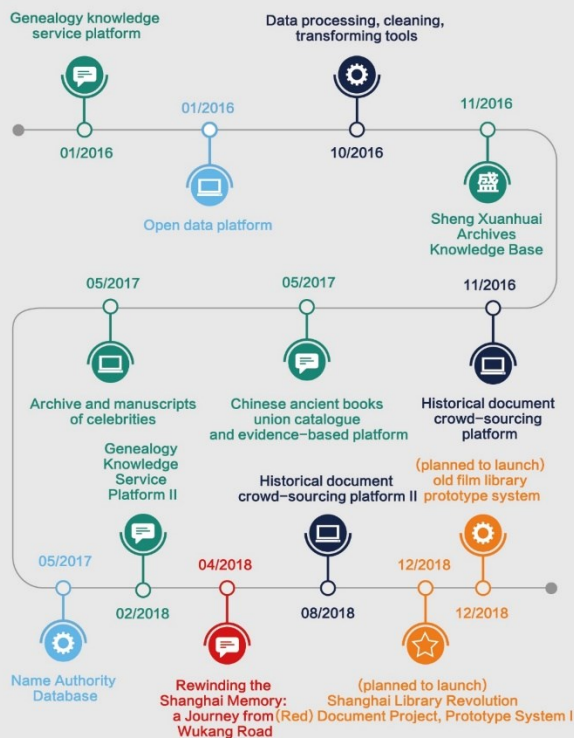 Genealogy knowledge
service platform
01/2016
01/2016
Open data platform
Data processing, cleaning,
transforming tools
10/2016
11/2016
盛
Sheng Xuanhuai
Archives
Knowledge Base
11/2016
Historical document
crowd-sourcing
platform
05/2017
Chinese ancient books
union catalogue
and evidence-based platform
05/2017
Archive and manuscripts
of celebrities
05/2017
Name Authority
Database
Genealogy
Knowledge
Service
Platform II
02/2018
04/2018
Rewinding the
Shanghai Memory:
a Journey from
Wukang Road
Historical document
crowd-sourcing platform II
08/2018
12/2018
(planned to launch)
Shanghai Library Revolution
(Red) Document Project, Prototype System I
(planned to launch)
old film library
prototype system
12/2018